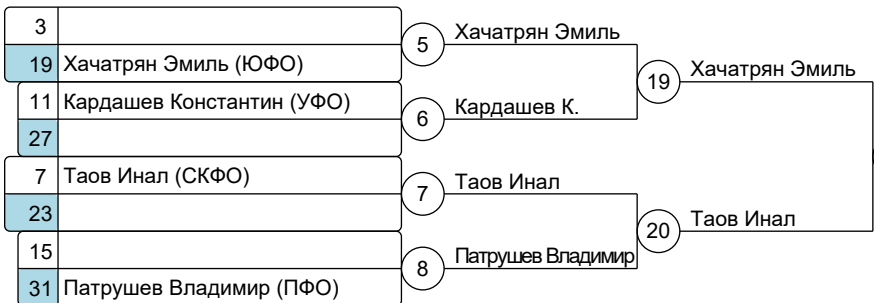 3
5 Хачатрян Эмиль
19 Хачатрян Эмиль (ЮФО)
19 Хачатрян Эмиль
11 Кардашев Константин (УФО)
6 Кардашев К.
27
7 Таов Инал (СКФО)
7 Таов Инал
23
20 Таов Инал
15
8 Патрушев Владимир
31 Патрушев Владимир (ПФО)